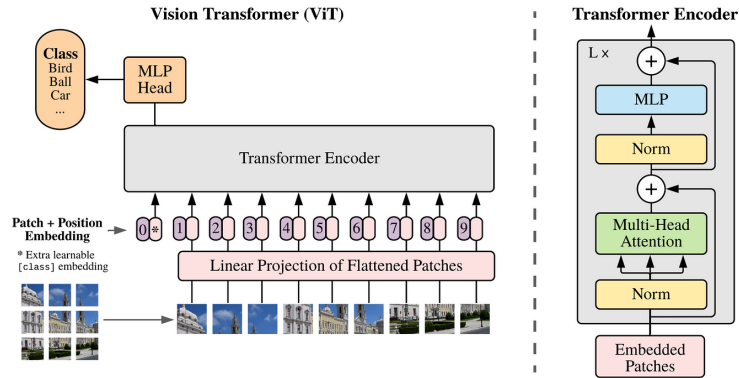 Vision Transformer (ViT)
Class
Bird
Ball
Car
...
MLP
Head
Transformer Encoder
Patch + Position
Embedding
* Extra learnable
[class] embedding
0 * 1 2 3 4 5 6 7 8 9
Linear Projection of Flattened Patches
Transformer Encoder
L ×
+
MLP
Norm
+
Multi-Head
Attention
Norm
Embedded
Patches